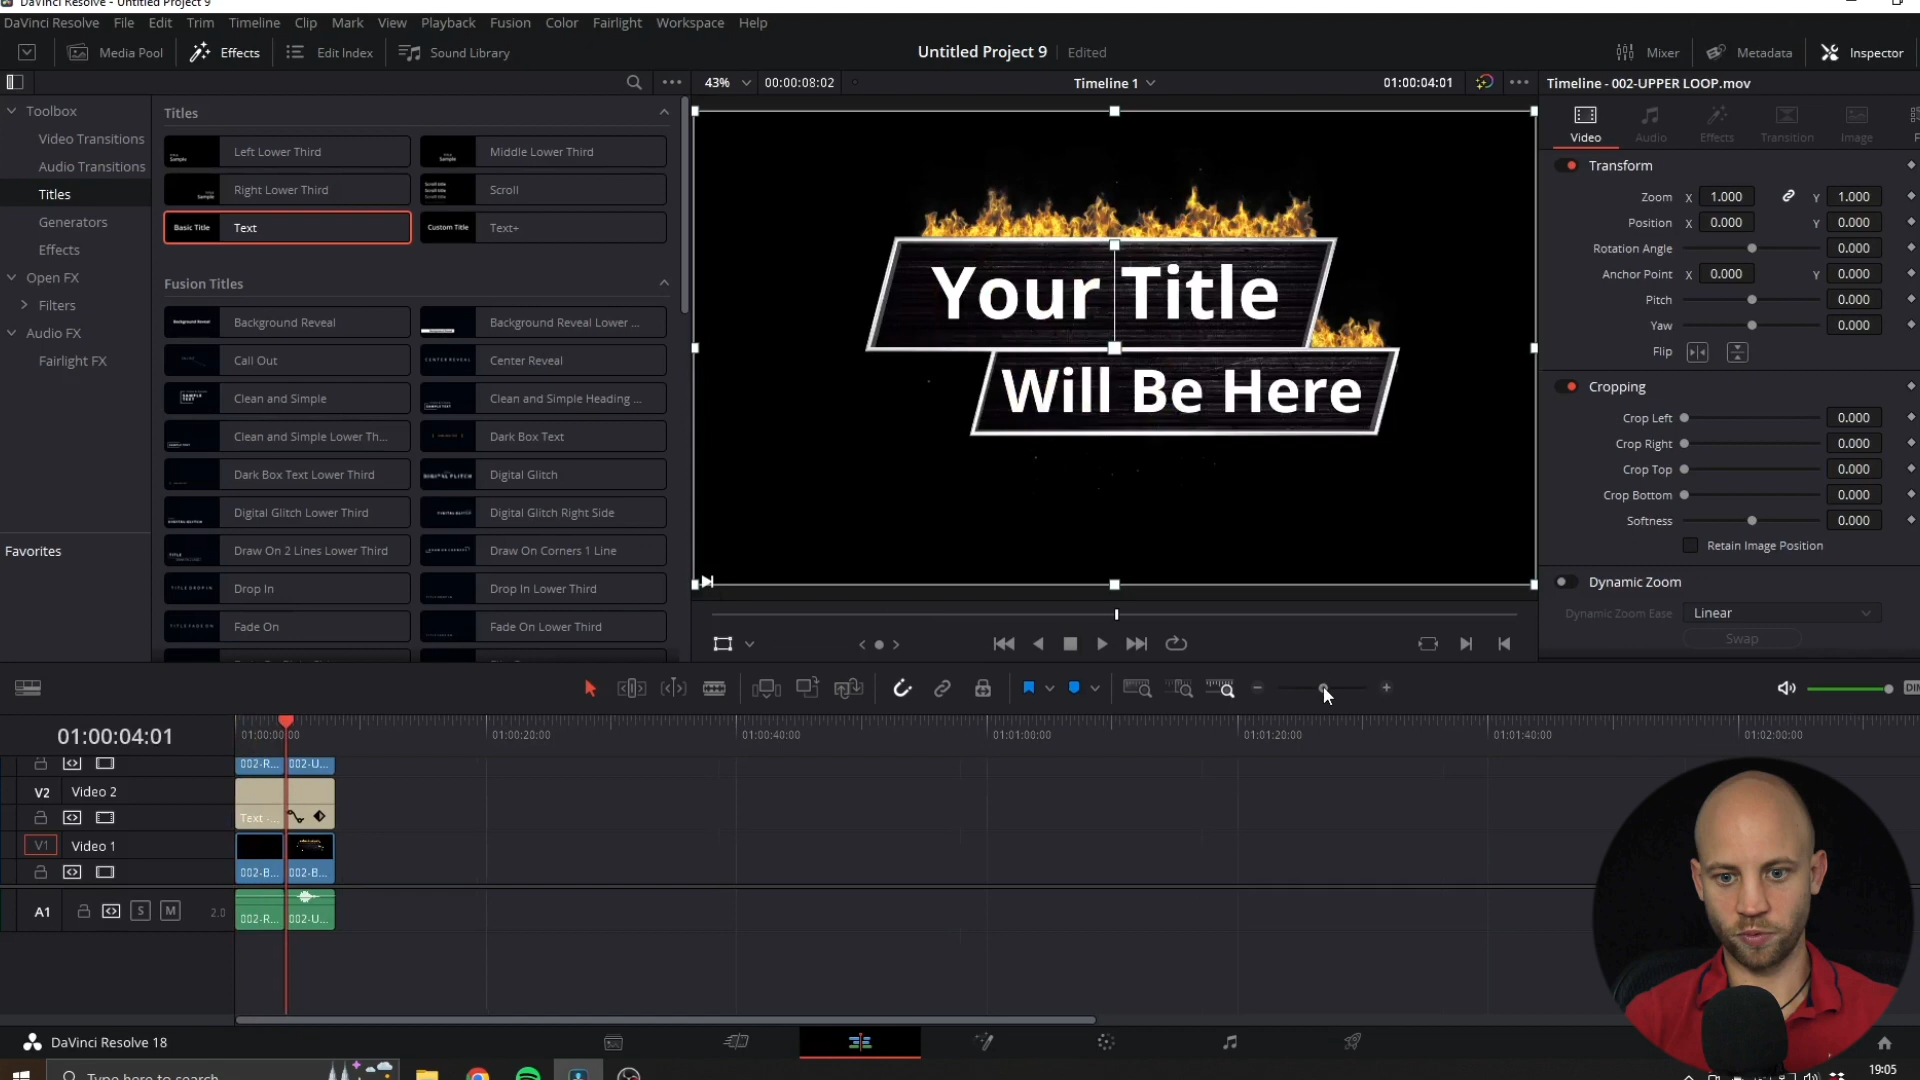 DaVinci Resolve - Untitled Project 9
DaVinci Resolve File Edit Trim Timeline Clip Mark View Playback Fusion Color Fairlight Workspace Help
Media Pool Effects Edit Index Sound Library Untitled Project 9 Edited Mixer Metadata Inspector
43% 00:00:08:02 Timeline 1 01:00:04:01 Timeline - 002-UPPER LOOP.mov
Toolbox
Video Transitions
Audio Transitions
Titles
Generators
Effects
Open FX
Filters
Audio FX
Fairlight FX
Favorites
Titles
Left Lower Third
Middle Lower Third
Right Lower Third
Scroll
Basic Title Text
Custom Title Text+
Fusion Titles
Background Reveal
Background Reveal Lower ...
Call Out
Center Reveal
Clean and Simple
Clean and Simple Heading ...
Clean and Simple Lower Th...
Dark Box Text
Dark Box Text Lower Third
Digital Glitch
Digital Glitch Lower Third
Digital Glitch Right Side
Draw On 2 Lines Lower Third
Draw On Corners 1 Line
Drop In
Drop In Lower Third
Fade On
Fade On Lower Third
Your Title
Will Be Here
Video Audio Effects Transition Image
Transform
Zoom X 1.000 Y 1.000
Position X 0.000 Y 0.000
Rotation Angle 0.000
Anchor Point X 0.000 Y 0.000
Pitch 0.000
Yaw 0.000
Flip
Cropping
Crop Left 0.000
Crop Right 0.000
Crop Top 0.000
Crop Bottom 0.000
Softness 0.000
Retain Image Position
Dynamic Zoom
Dynamic Zoom Ease Linear
Swap
DIM
01:00:04:01
01:00:00:00 01:00:20:00 01:00:40:00 01:01:00:00 01:01:20:00 01:01:40:00 01:02:00:00
002-R... 002-U...
V2 Video 2
Text -...
V1 Video 1
002-B... 002-B...
A1 S M 2.0
002-R... 002-U...
DaVinci Resolve 18
Type here to search
19:05